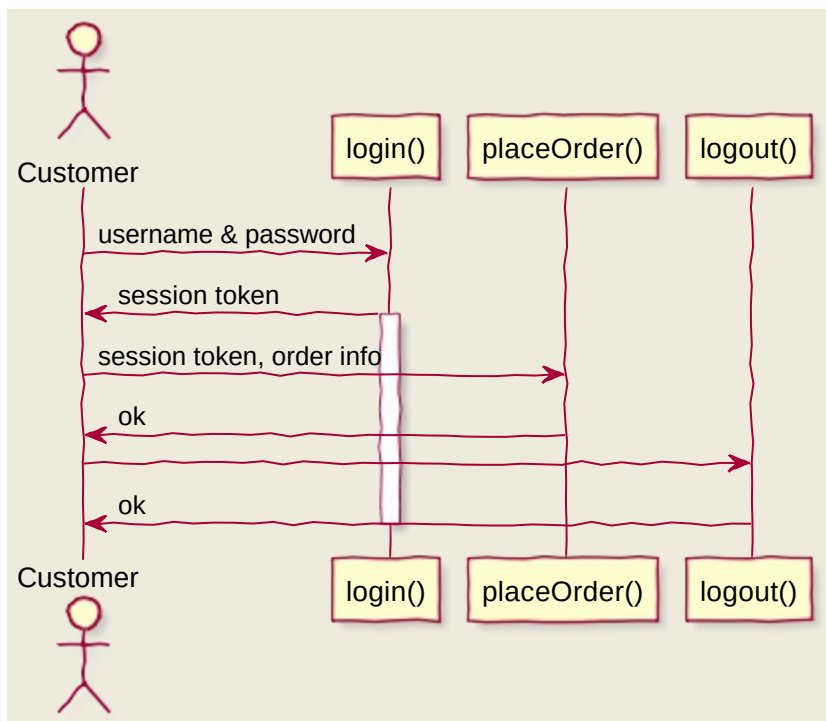 Customer
login()
placeOrder()
logout()
username & password
session token
session token, order info
ok
ok
Customer
login()
placeOrder()
logout()